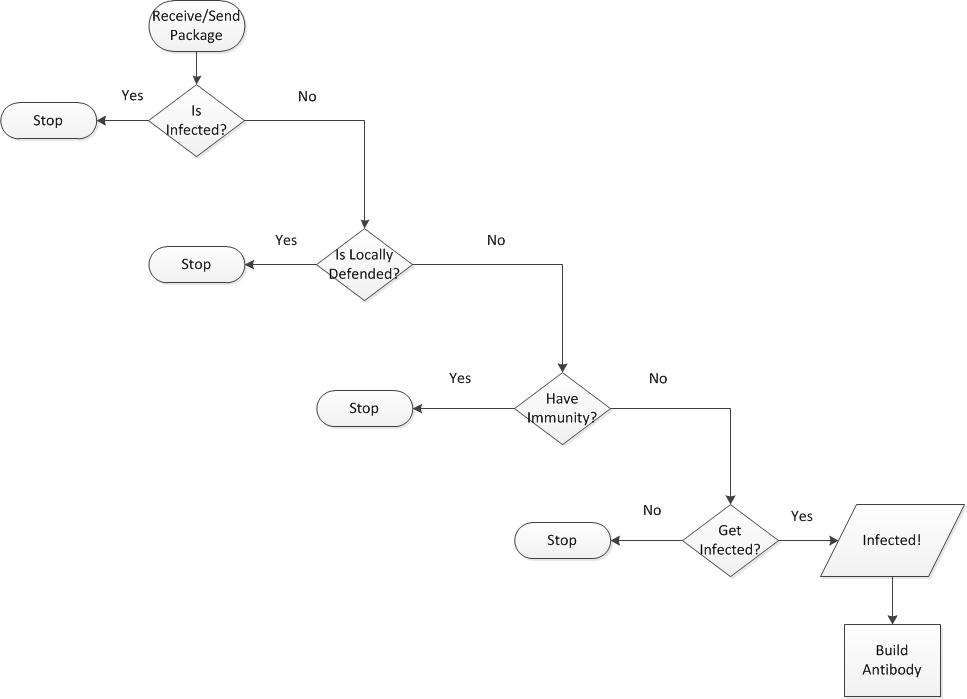 Receive/Send
Package
Yes
No
Is
Infected?
Stop
Yes
No
Is Locally
Defended?
Stop
Yes
No
Have
Immunity?
Stop
No
Yes
Get
Infected?
Stop
Infected!
Build
Antibody